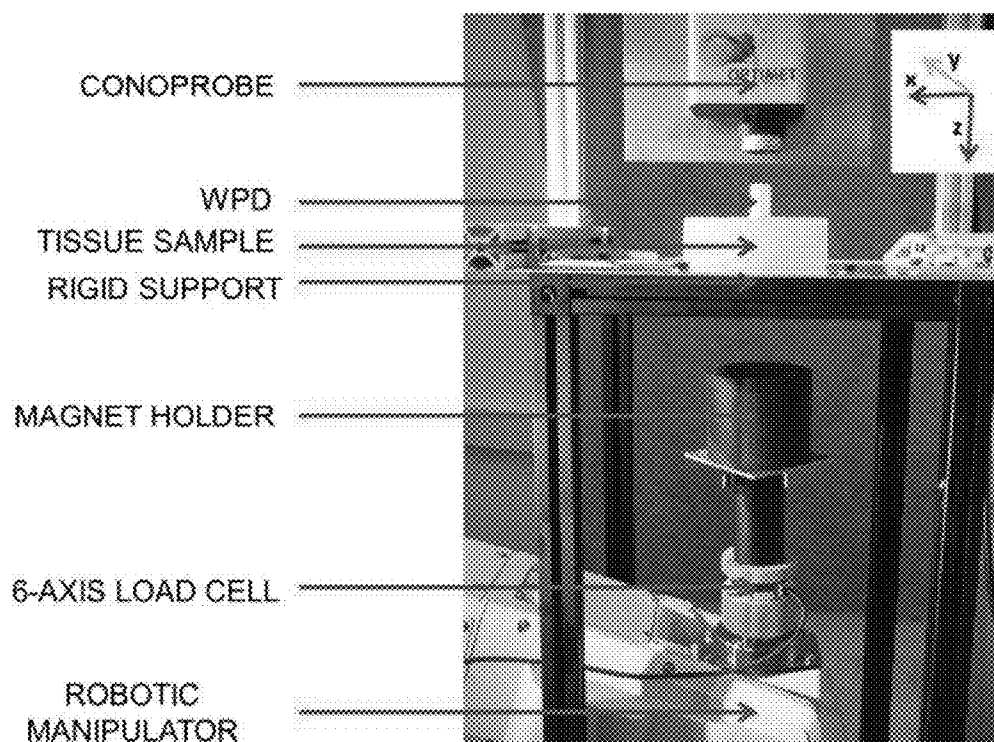 CONOPROBE
x
y
z
WPD
TISSUE SAMPLE
RIGID SUPPORT
MAGNET HOLDER
6-AXIS LOAD CELL
ROBOTIC
MANIPULATOR